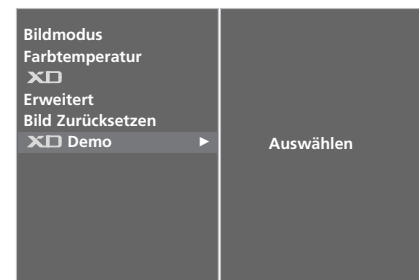 Bildmodus
Farbtemperatur
XD
Erweitert
Bild Zurücksetzen
XD Demo ►
Auswählen